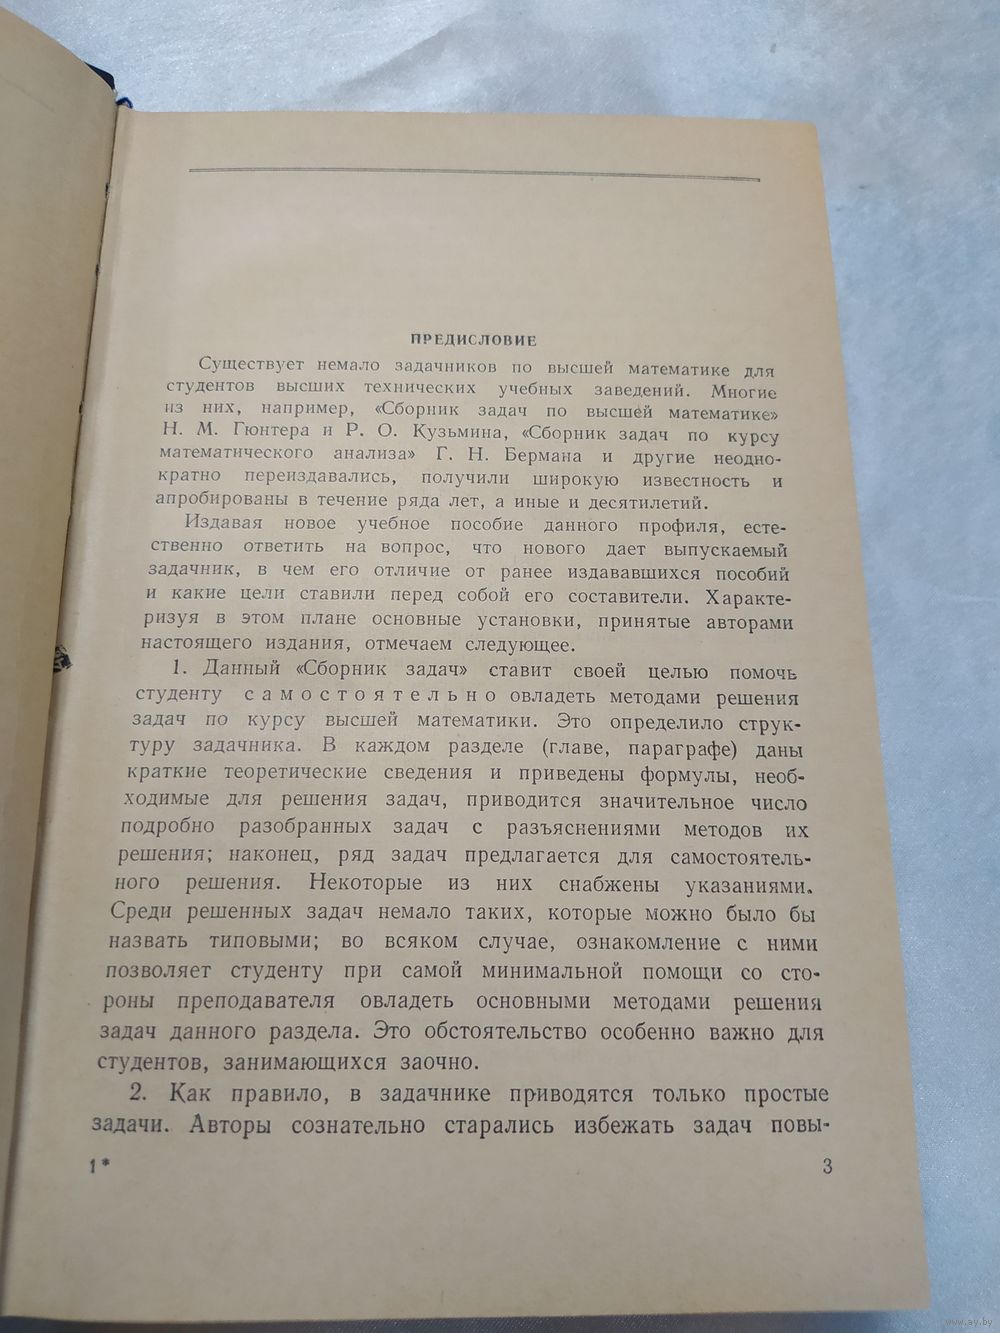 ПРЕДИСЛОВИЕ
Существует немало задачников по высшей математике для
студентов высших технических учебных заведений. Многие
из них, например, «Сборник задач по высшей математике»
Н. М. Гюнтера и Р. О. Кузьмина, «Сборник задач по курсу
математического анализа» Г. Н. Бермана и другие неодно-
кратно переиздавались, получили широкую известность и
апробированы в течение ряда лет, а иные и десятилетий.
Издавая новое учебное пособие данного профиля, есте-
ственно ответить на вопрос, что нового дает выпускаемый
задачник, в чем его отличие от ранее издававшихся пособий
и какие цели ставили перед собой его составители. Характе-
ризуя в этом плане основные установки, принятые авторами
настоящего издания, отмечаем следующее.
1. Данный «Сборник задач» ставит своей целью помочь
студенту самостоятельно овладеть методами решения
задач по курсу высшей математики. Это определило струк-
туру задачника. В каждом разделе (главе, параграфе) даны
краткие теоретические сведения и приведены формулы, необ-
ходимые для решения задач, приводится значительное число
подробно разобранных задач с разъяснениями методов их
решения; наконец, ряд задач предлагается для самостоятель-
ного решения. Некоторые из них снабжены указаниями.
Среди решенных задач немало таких, которые можно было бы
назвать типовыми; во всяком случае, ознакомление с ними
позволяет студенту при самой минимальной помощи со сто-
роны преподавателя овладеть основными методами решения
задач данного раздела. Это обстоятельство особенно важно для
студентов, занимающихся заочно.
2. Как правило, в задачнике приводятся только простые
задачи. Авторы сознательно старались избежать задач повы-
1*
3
www.ay.by